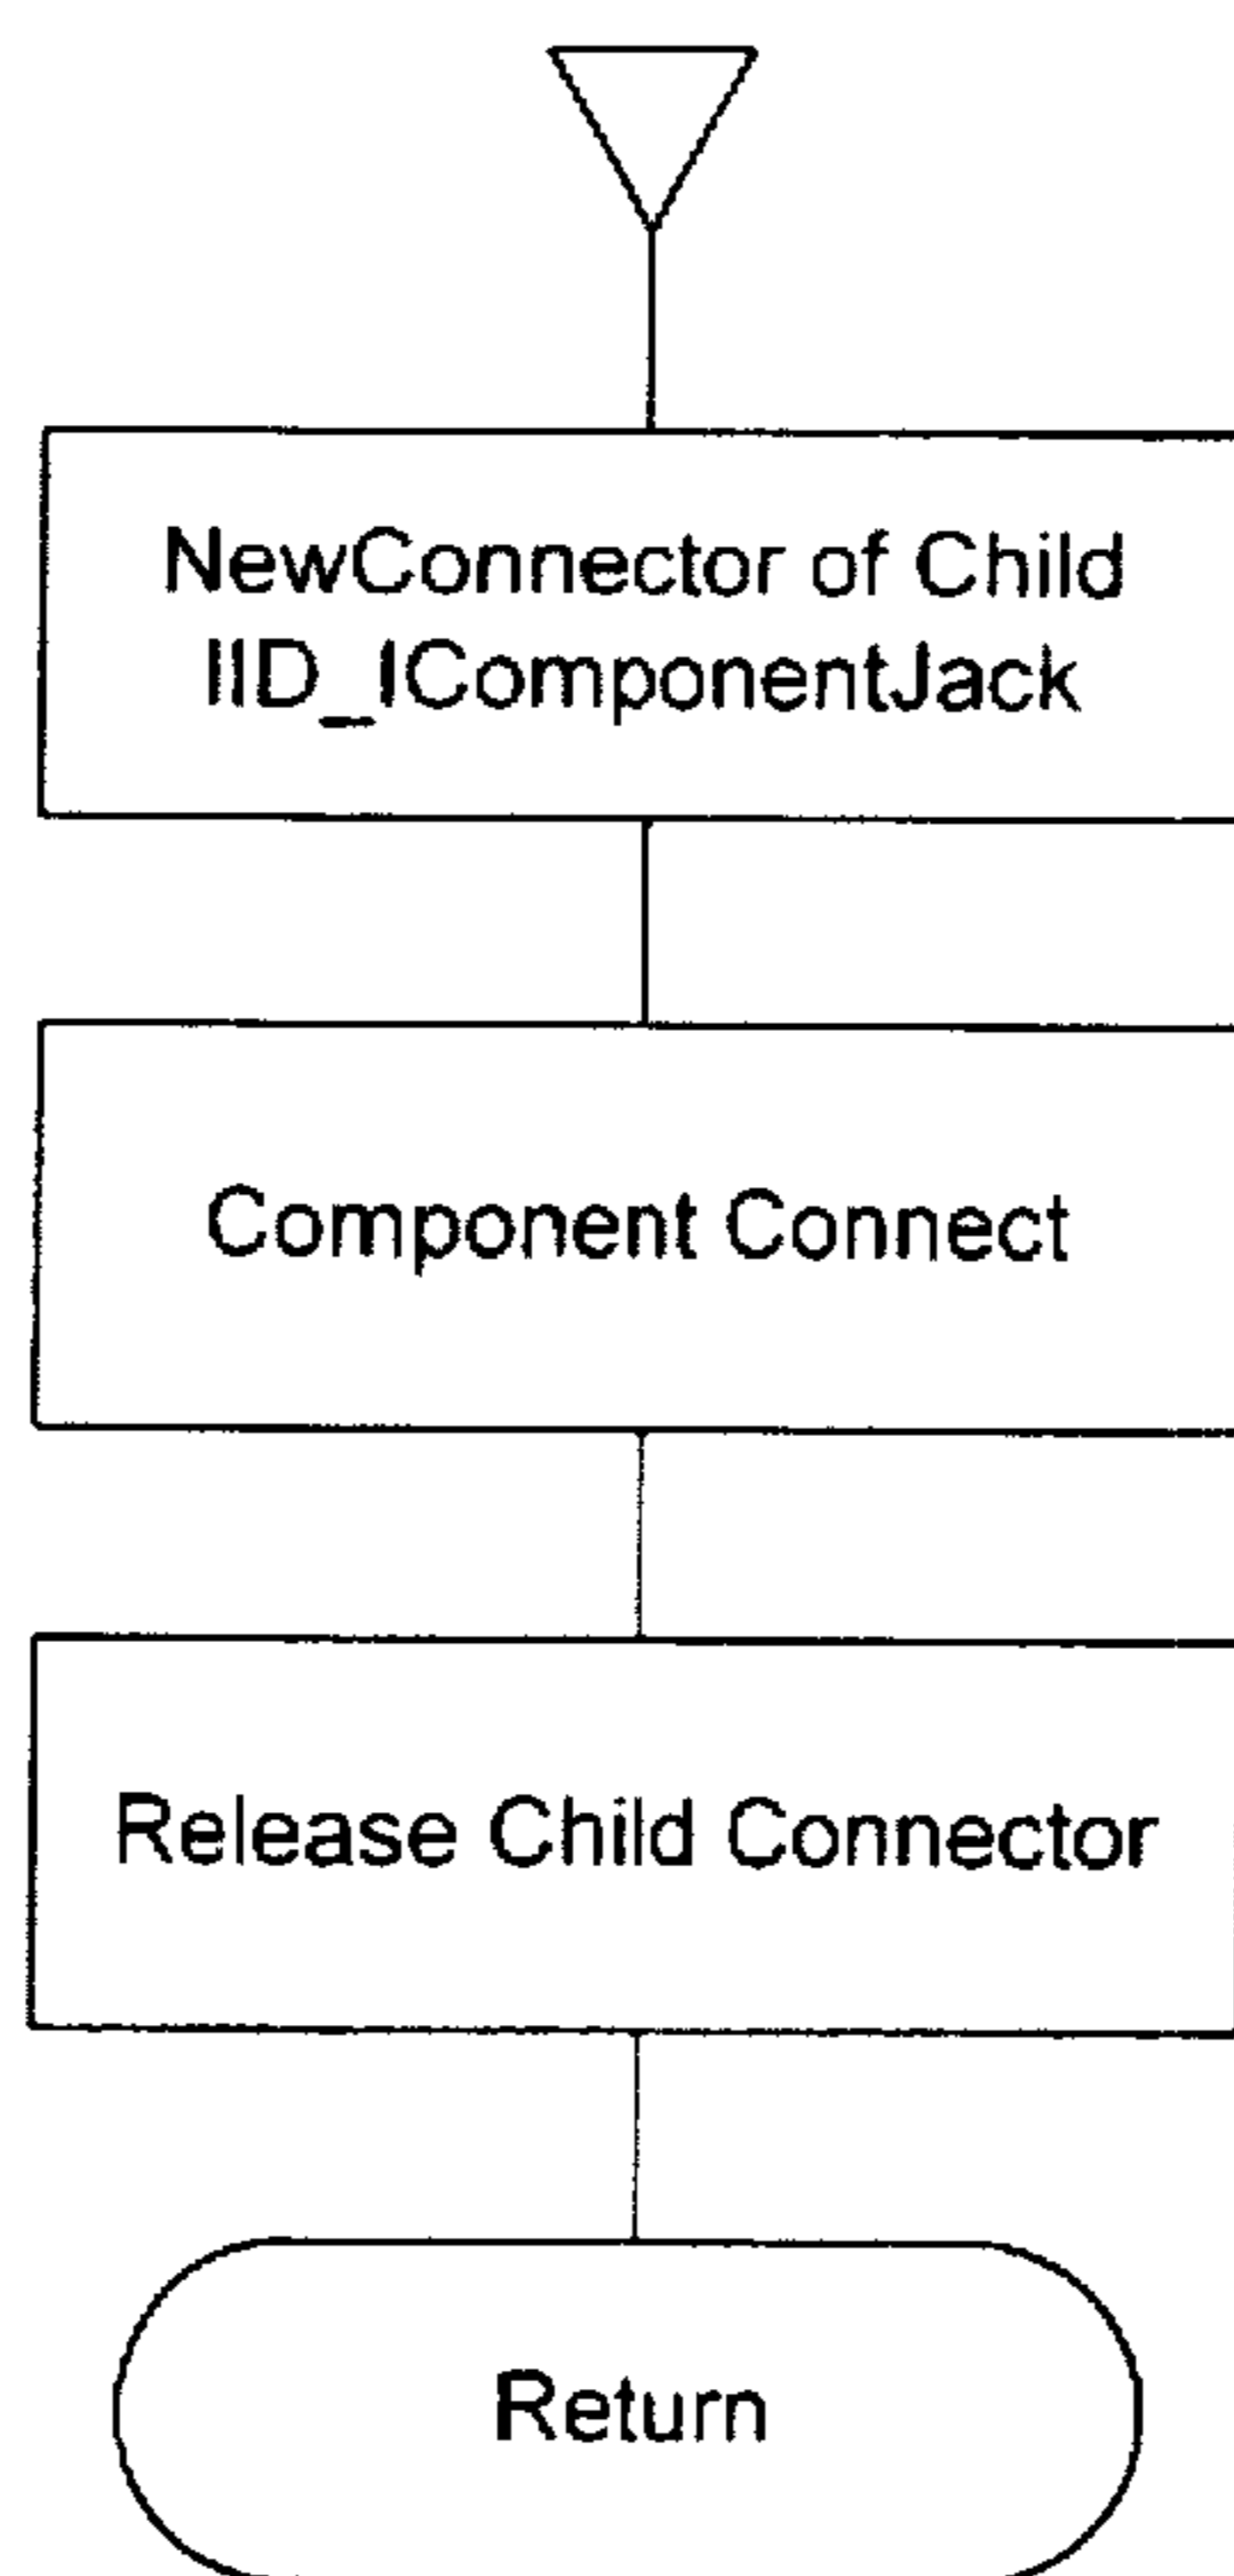 NewConnector of Child
IID_IComponentJack
Component Connect
Release Child Connector
Return